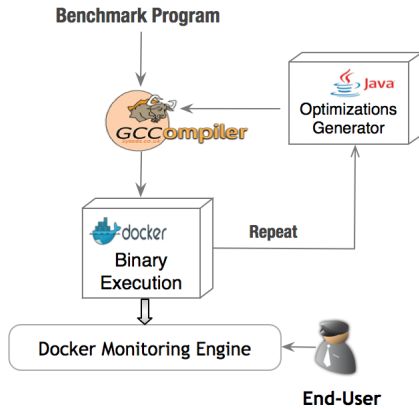 Benchmark Program
Java
Optimizations
Generator
GCCompiler
docker
Binary
Execution
Repeat
Docker Monitoring Engine
End-User